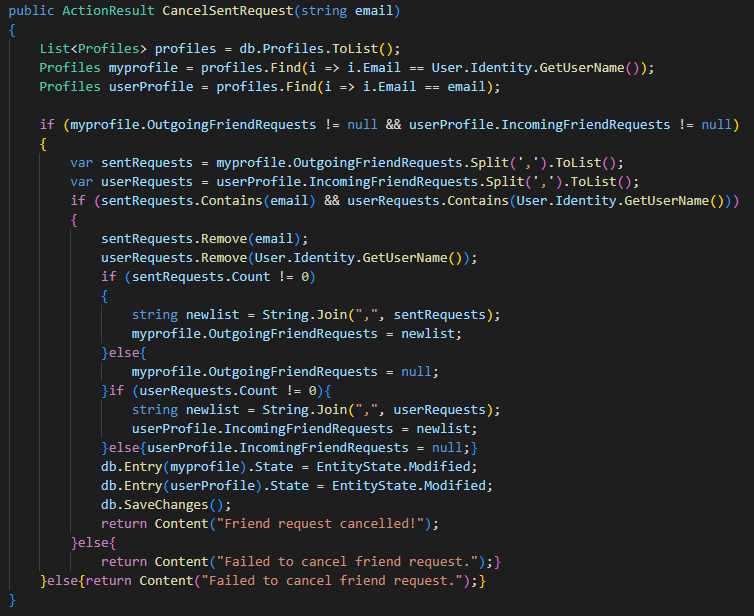 public ActionResult CancelSentRequest(string email)
{
    List<Profiles> profiles = db.Profiles.ToList();
    Profiles myprofile = profiles.Find(i => i.Email == User.Identity.GetUserName());
    Profiles userProfile = profiles.Find(i => i.Email == email);

    if (myprofile.OutgoingFriendRequests != null && userProfile.IncomingFriendRequests != null)
    {
        var sentRequests = myprofile.OutgoingFriendRequests.Split(',').ToList();
        var userRequests = userProfile.IncomingFriendRequests.Split(',').ToList();
        if (sentRequests.Contains(email) && userRequests.Contains(User.Identity.GetUserName()))
        {
            sentRequests.Remove(email);
            userRequests.Remove(User.Identity.GetUserName());
            if (sentRequests.Count != 0)
            {
                string newlist = String.Join(",", sentRequests);
                myprofile.OutgoingFriendRequests = newlist;
            }else{
                myprofile.OutgoingFriendRequests = null;
            }if (userRequests.Count != 0){
                string newlist = String.Join(",", userRequests);
                userProfile.IncomingFriendRequests = newlist;
            }else{userProfile.IncomingFriendRequests = null;}
            db.Entry(myprofile).State = EntityState.Modified;
            db.Entry(userProfile).State = EntityState.Modified;
            db.SaveChanges();
            return Content("Friend request cancelled!");
        }else{
            return Content("Failed to cancel friend request.");}
    }else{return Content("Failed to cancel friend request.");}
}